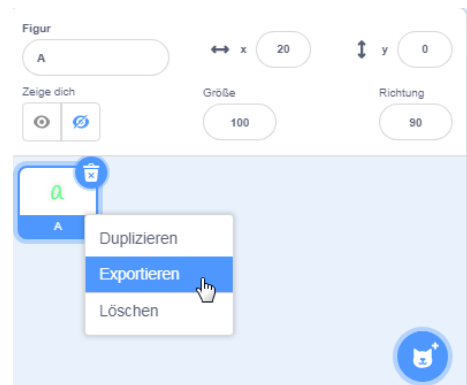 Figur
A
x 20
y 0
Zeige dich
Größe
Richtung
100
90
a
A
Duplizieren
Exportieren
Löschen